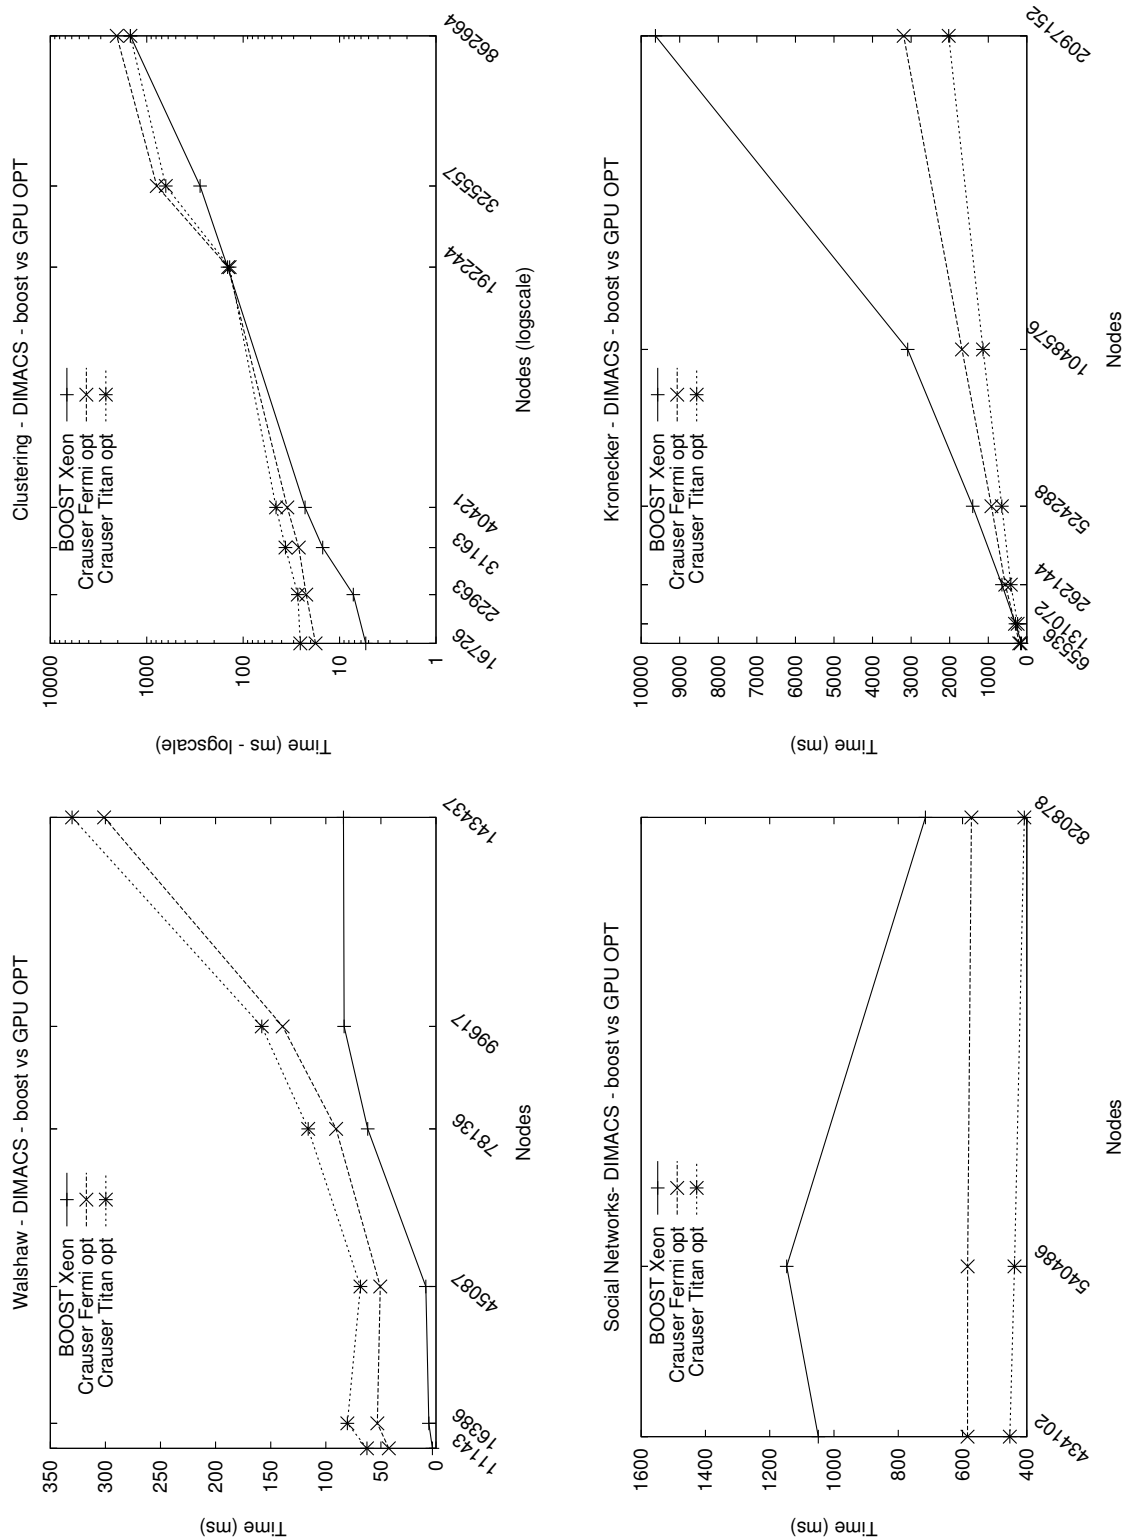 Walshaw - DIMACS - boost vs GPU OPT
BOOST Xeon
Crauser Fermi opt
Crauser Titan opt
350
300
250
200
150
100
50
0
Time (ms)
11143
16386
45087
78136
99617
143437
Nodes
Clustering - DIMACS - boost vs GPU OPT
BOOST Xeon
Crauser Fermi opt
Crauser Titan opt
10000
1000
100
10
1
Time (ms - logscale)
16726
22963
31163
40421
192244
325557
862664
Nodes (logscale)
Social Networks- DIMACS - boost vs GPU OPT
BOOST Xeon
Crauser Fermi opt
Crauser Titan opt
1600
1400
1200
1000
800
600
400
Time (ms)
434102
540486
820878
Nodes
Kronecker - DIMACS - boost vs GPU OPT
BOOST Xeon
Crauser Fermi opt
Crauser Titan opt
10000
9000
8000
7000
6000
5000
4000
3000
2000
1000
0
Time (ms)
65536
131072
262144
524288
1048576
2097152
Nodes